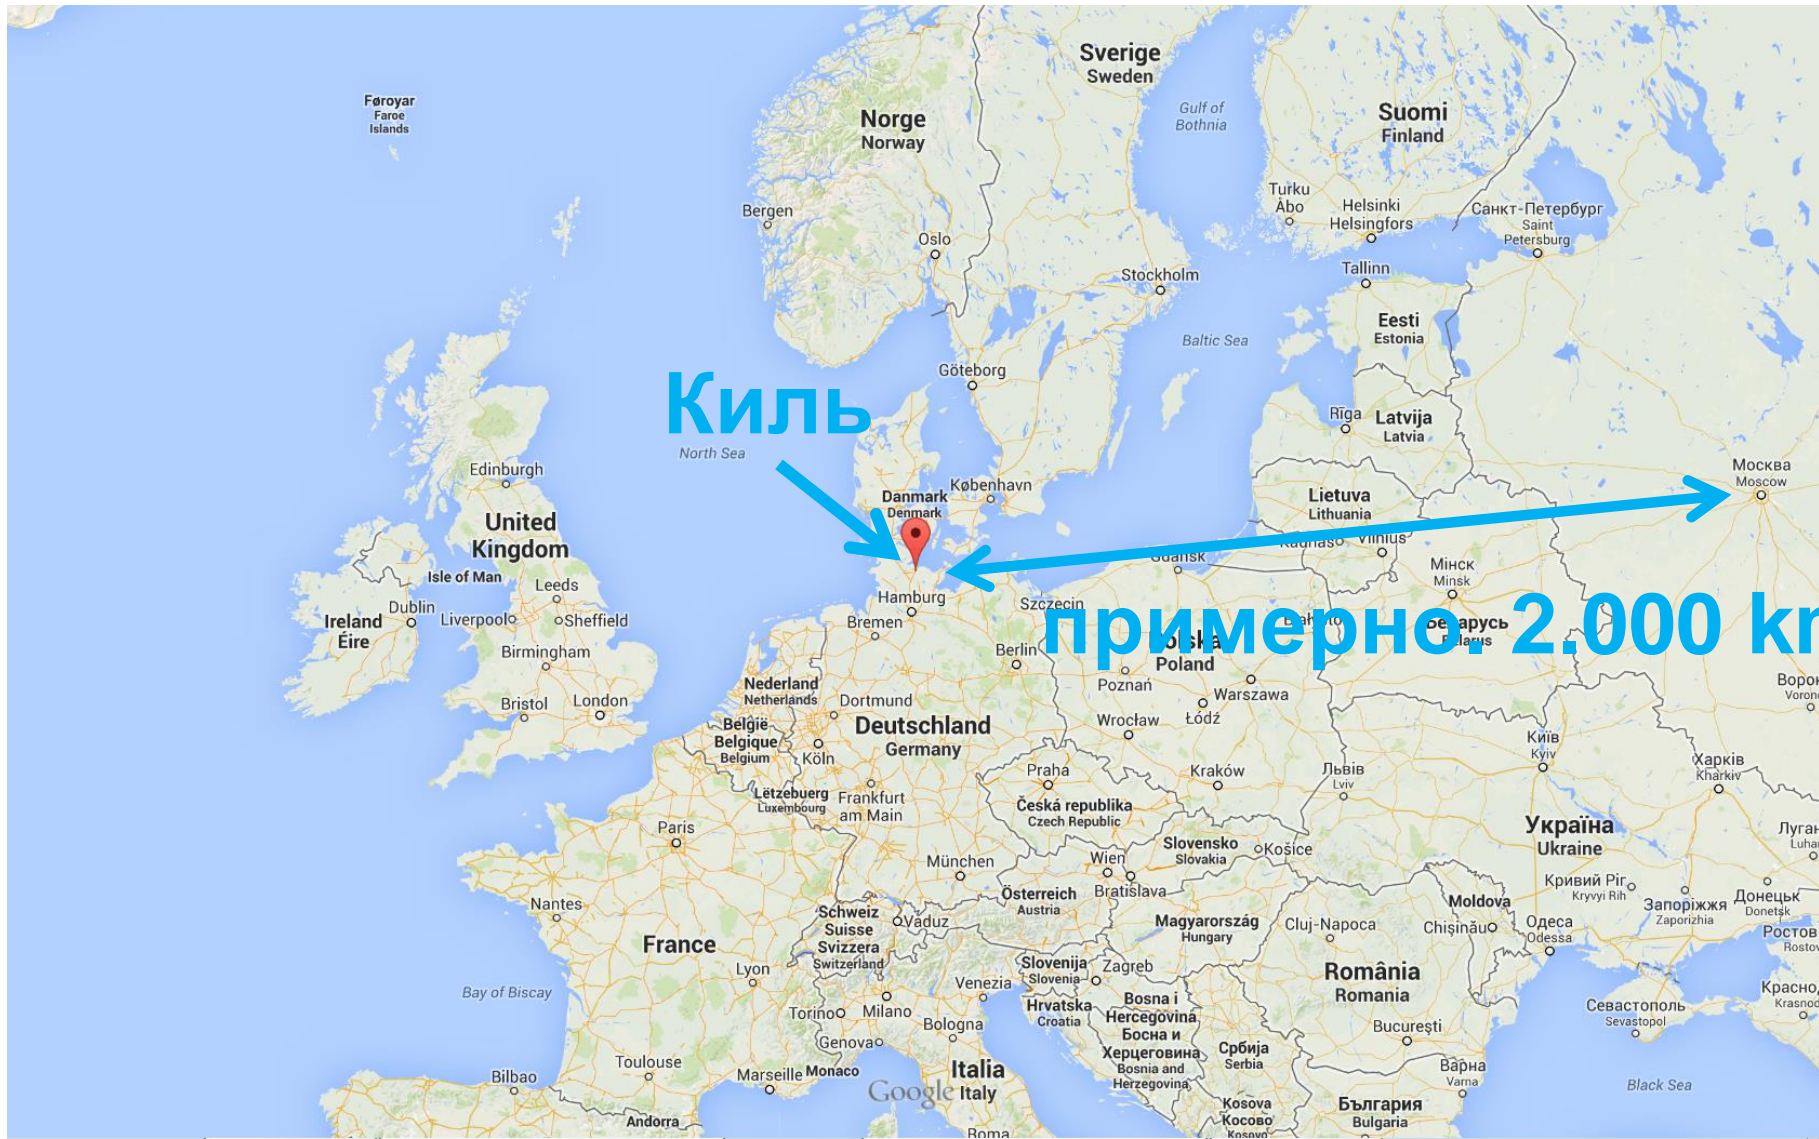 Sverige
Sweden
Føroyar
Faroe
Islands
Norge
Norway
Gulf of
Bothnia
Suomi
Finland
Turku
Åbo
Helsinki
Helsingfors
Санкт-Петербург
Saint
Petersburg
Bergen
Oslo
Stockholm
Tallinn
Eesti
Estonia
Baltic Sea
Göteborg
Киль
North Sea
Rīga
Latvija
Latvia
Москва
Moscow
Edinburgh
Danmark
Denmark
København
Lietuva
Lithuania
Kaunas
Vilnius
United
Kingdom
Gdańsk
Мінск
Minsk
Isle of Man
Leeds
Hamburg
Szczecin
Ireland
Éire
Dublin
Liverpool
Sheffield
Bremen
примерно. 2.000 km
Беларусь
Belarus
Birmingham
Berlin
Polska
Poland
Poznań
Warszawa
Nederland
Netherlands
Dortmund
Bristol
London
België
Belgique
Belgium
Deutschland
Germany
Wrocław
Łódź
Köln
Київ
Kyiv
Praha
Kraków
Львів
Lviv
Харків
Kharkiv
Lëtzebuerg
Luxembourg
Frankfurt
am Main
Česká republika
Czech Republic
Paris
Україна
Ukraine
München
Wien
Slovensko
Slovakia
Košice
Österreich
Austria
Bratislava
Кривий Ріг
Kryvyi Rih
Запоріжжя
Zaporizhia
Донецьк
Donetsk
Nantes
Schweiz
Suisse
Svizzera
Switzerland
Vaduz
Magyarország
Hungary
Cluj-Napoca
Moldova
Chișinău
Одеса
Odessa
Ростов
Rostov
France
Lyon
Slovenija
Slovenia
Zagreb
România
Romania
Bay of Biscay
Venezia
Torino
Milano
Hrvatska
Croatia
Bosna i
Hercegovina
Босна и
Херцеговина
Bosnia and
Herzegovina
Севастополь
Sevastopol
Bologna
Genova
București
Србија
Serbia
Toulouse
Bilbao
Marseille
Monaco
Google
Italia
Italy
Варна
Varna
Black Sea
Andorra
Kosova
Косово
Kosovo
България
Bulgaria
Roma